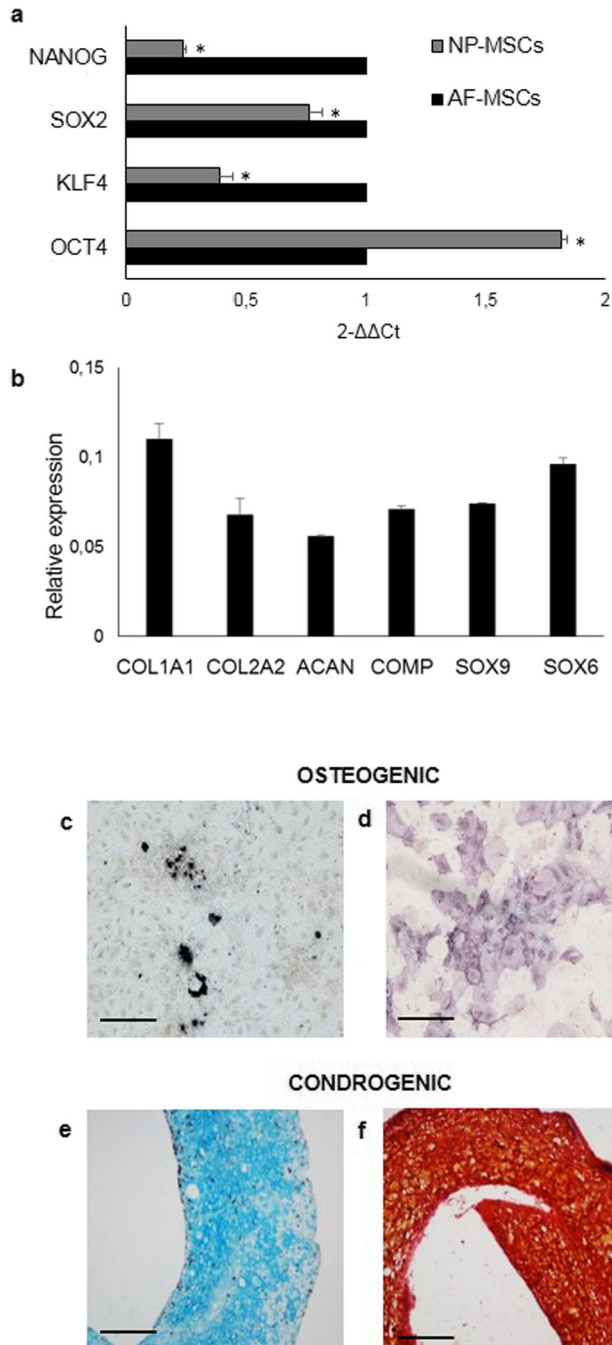 a
NANOG *
SOX2 *
KLF4 *
OCT4 *
NP-MSCs
AF-MSCs
0 0,5 1 1,5 2
2-ΔΔCt
b
Relative expression
0,15
0,1
0,05
0
COL1A1 COL2A2 ACAN COMP SOX9 SOX6
OSTEOGENIC
c d
CONDROGENIC
e f